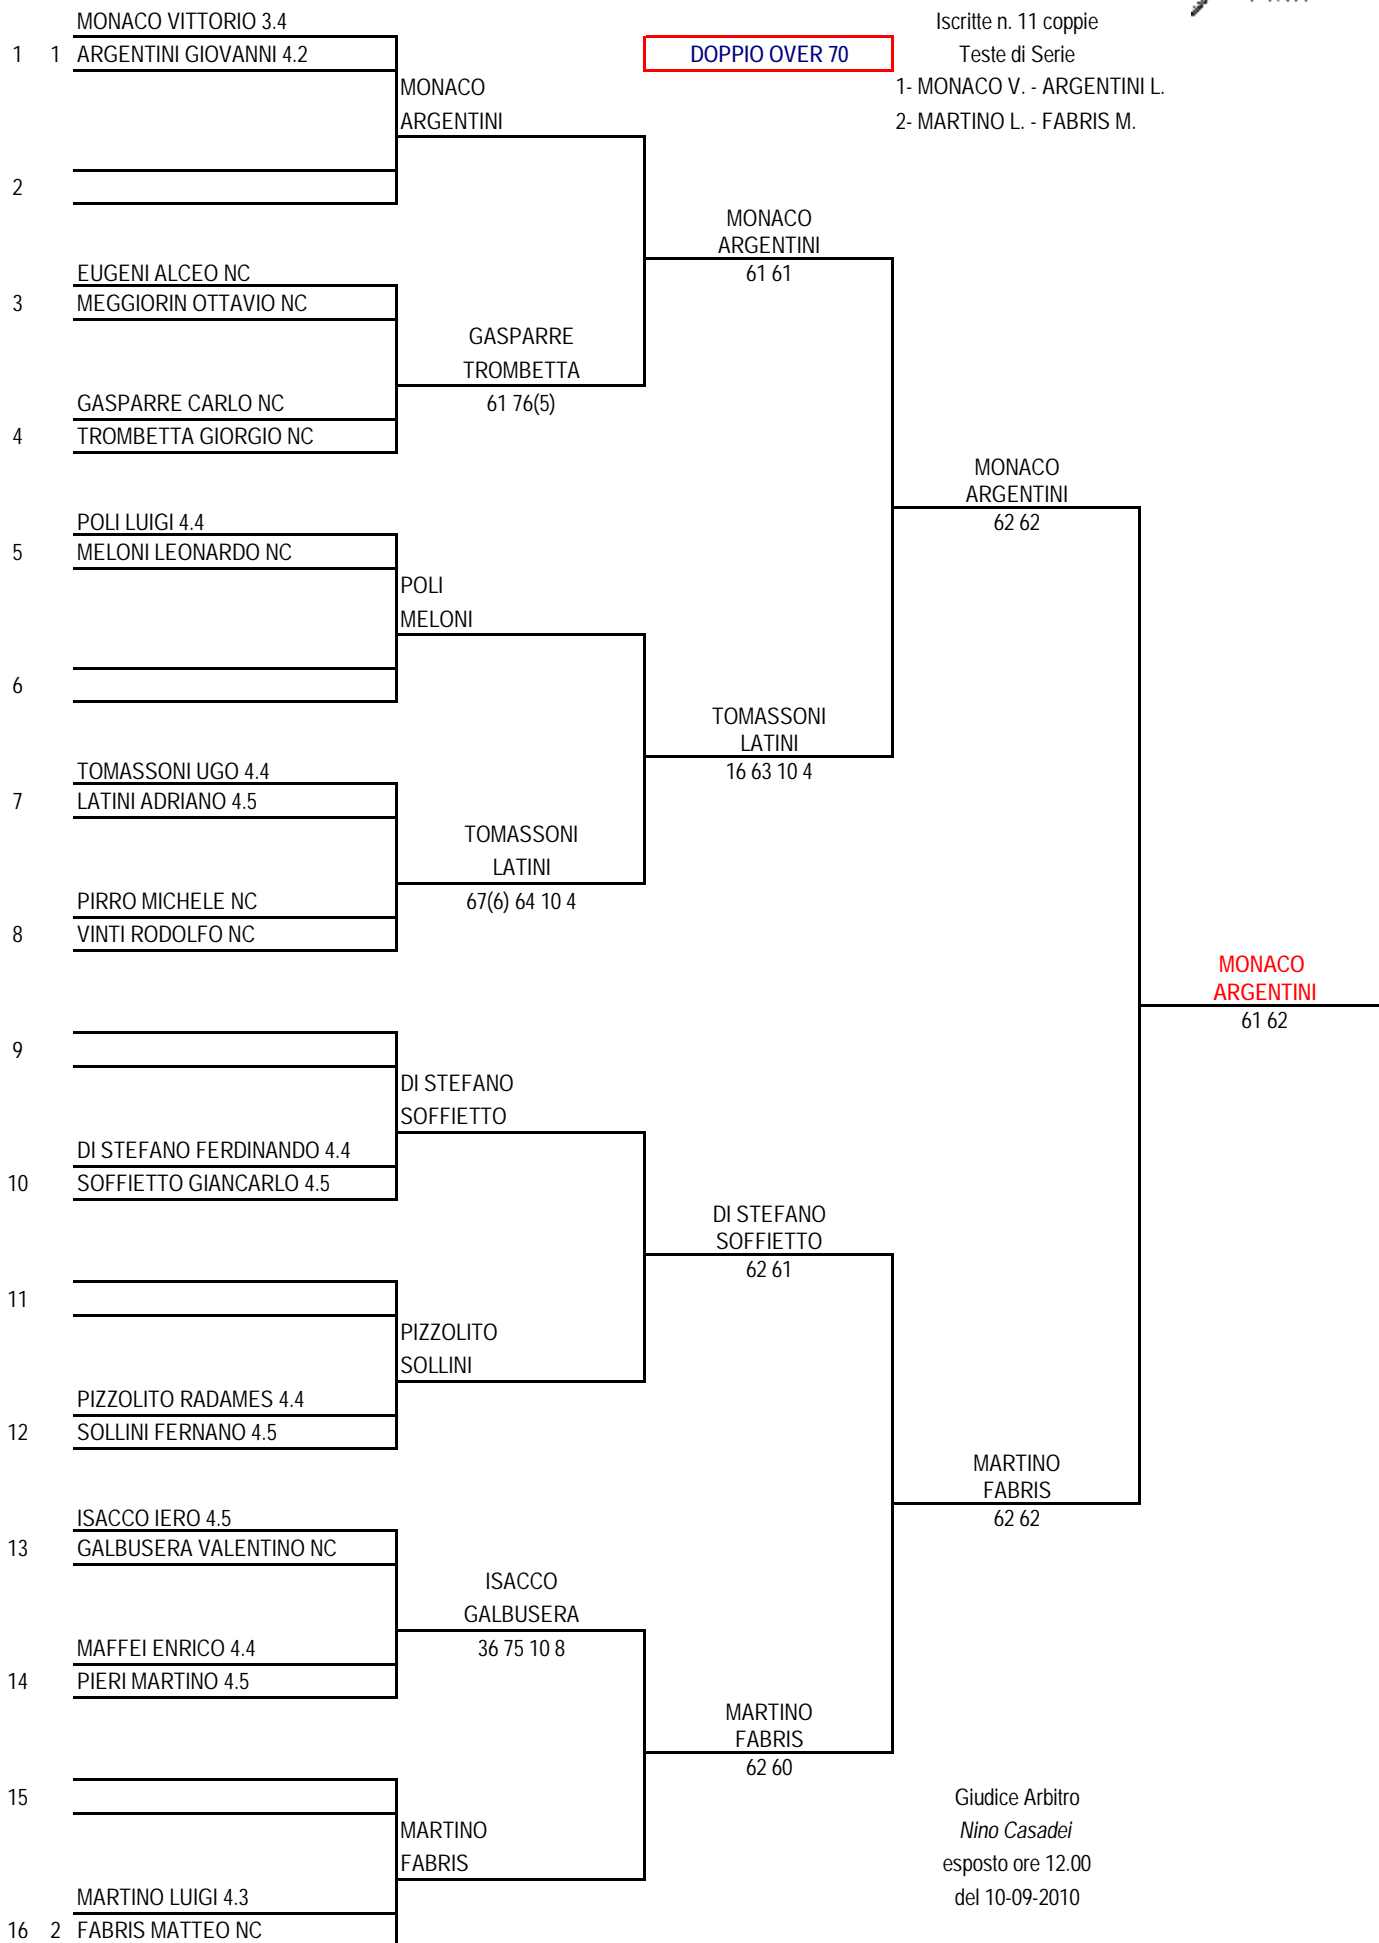 MONACO VITTORIO 3.4
Iscritte n. 11 coppie
1 1 ARGENTINI GIOVANNI 4.2
DOPPIO OVER 70
Teste di Serie
MONACO
1- MONACO V. - ARGENTINI L.
ARGENTINI
2- MARTINO L. - FABRIS M.
2
MONACO
ARGENTINI
61 61
EUGENI ALCEO NC
3 MEGGIORIN OTTAVIO NC
GASPARRE
TROMBETTA
61 76(5)
GASPARRE CARLO NC
4 TROMBETTA GIORGIO NC
MONACO
ARGENTINI
62 62
POLI LUIGI 4.4
5 MELONI LEONARDO NC
POLI
MELONI
6
TOMASSONI
LATINI
16 63 10 4
TOMASSONI UGO 4.4
7 LATINI ADRIANO 4.5
TOMASSONI
LATINI
67(6) 64 10 4
PIRRO MICHELE NC
8 VINTI RODOLFO NC
MONACO
ARGENTINI
61 62
9
DI STEFANO
SOFFIETTO
DI STEFANO FERDINANDO 4.4
10 SOFFIETTO GIANCARLO 4.5
DI STEFANO
SOFFIETTO
62 61
11
PIZZOLITO
SOLLINI
PIZZOLITO RADAMES 4.4
12 SOLLINI FERNANO 4.5
MARTINO
FABRIS
62 62
ISACCO IERO 4.5
13 GALBUSERA VALENTINO NC
ISACCO
GALBUSERA
36 75 10 8
MAFFEI ENRICO 4.4
14 PIERI MARTINO 4.5
MARTINO
FABRIS
62 60
15
Giudice Arbitro
MARTINO
Nino Casadei
FABRIS
esposto ore 12.00
MARTINO LUIGI 4.3
del 10-09-2010
16 2 FABRIS MATTEO NC